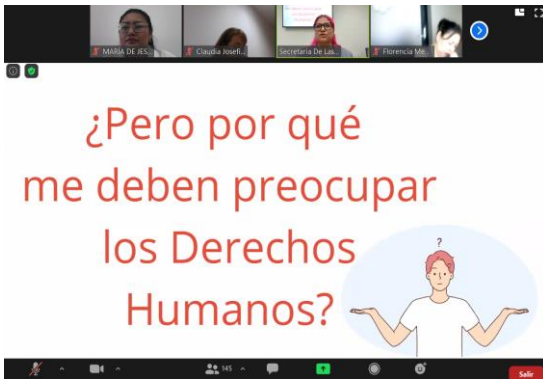 MARIA DE JES...
Claudia Josefi...
Secretaria De Las...
Florencia Me...
¿Pero por qué
me deben preocupar
los Derechos
Humanos?
?
145
Salir